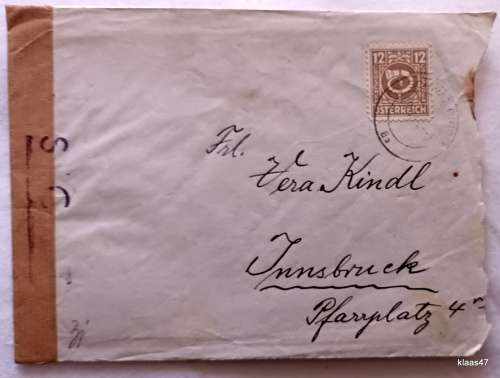 12 12
ÖSTERREICH
Frl.
Vera Kindl
Innsbruck
Pfarrplatz 4
klaas47